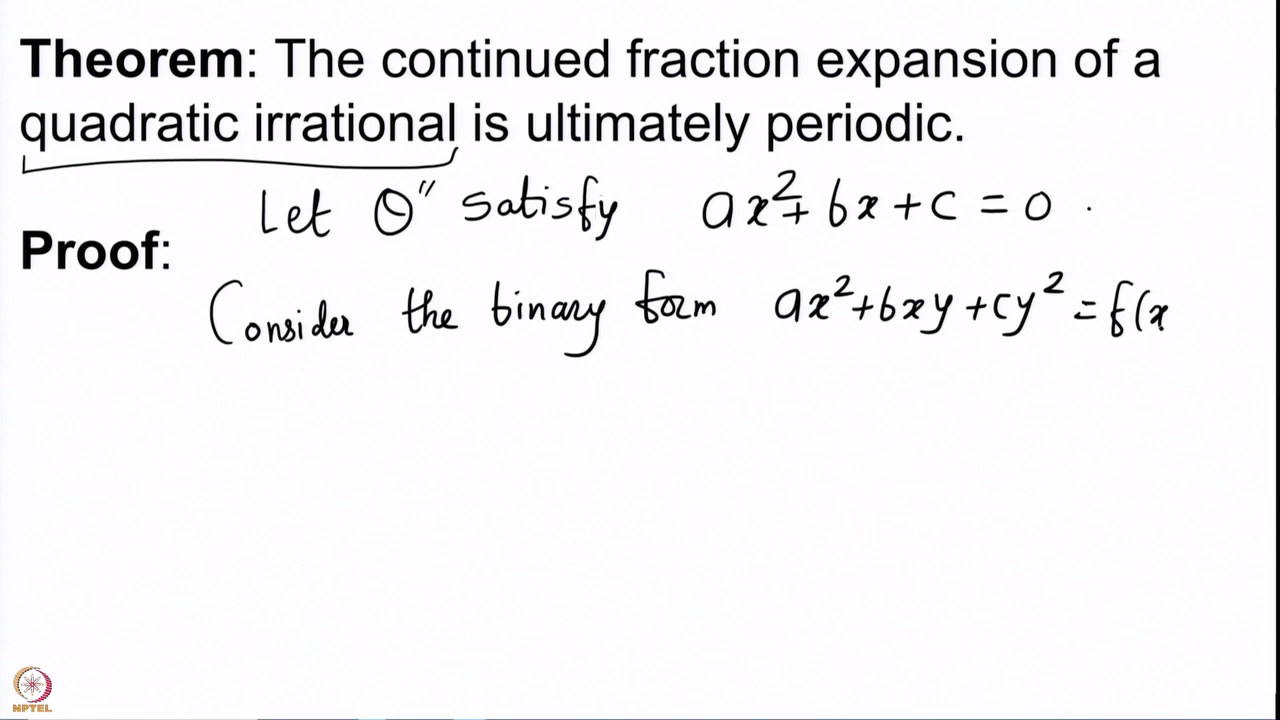 Theorem: The continued fraction expansion of a
quadratic irrational is ultimately periodic.
Let θ" satisfy ax²+ bx + c = 0 .
Proof:
Consider the binary form ax²+bxy+cy² = f(x
NPTEL